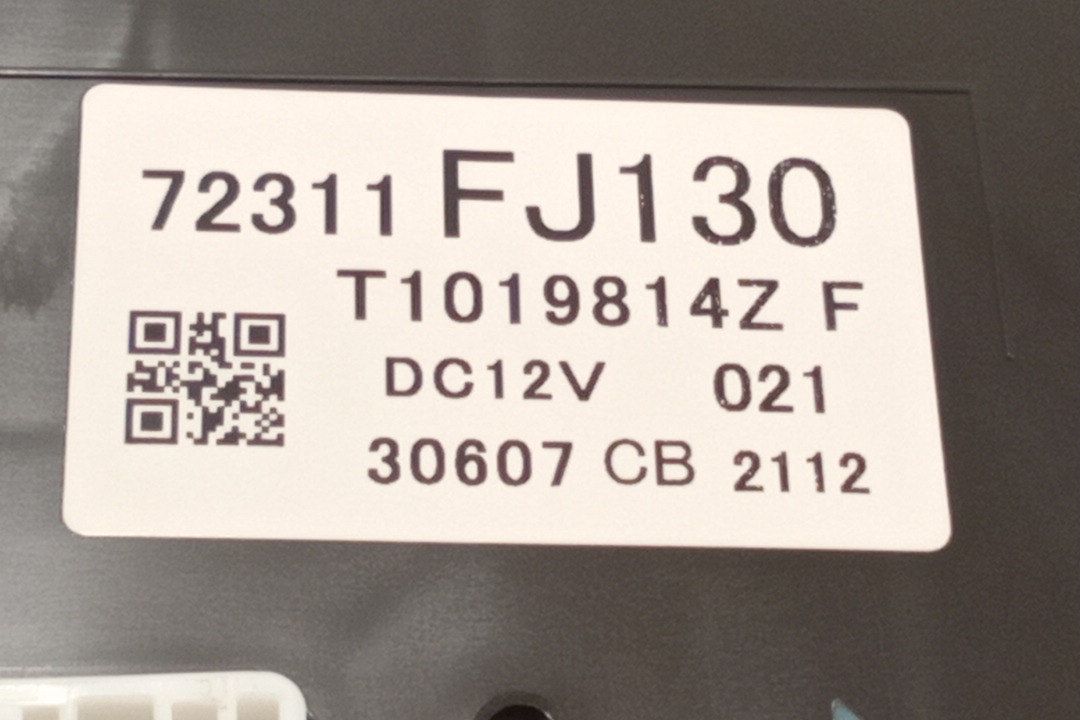 72311 FJ130
T1019814Z F
DC12V 021
30607 CB 2112